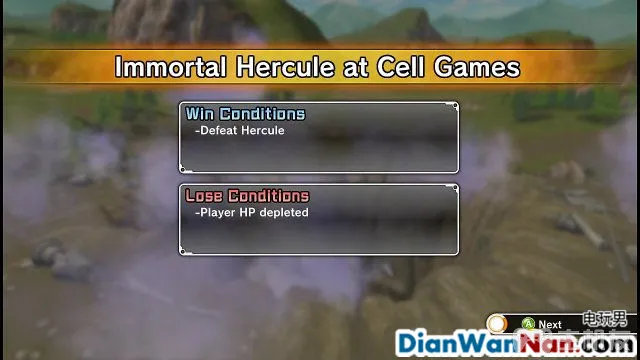 Immortal Hercule at Cell Games
Win Conditions
-Defeat Hercule
Lose Conditions
-Player HP depleted
A Next
电玩男
DianWanNan.com